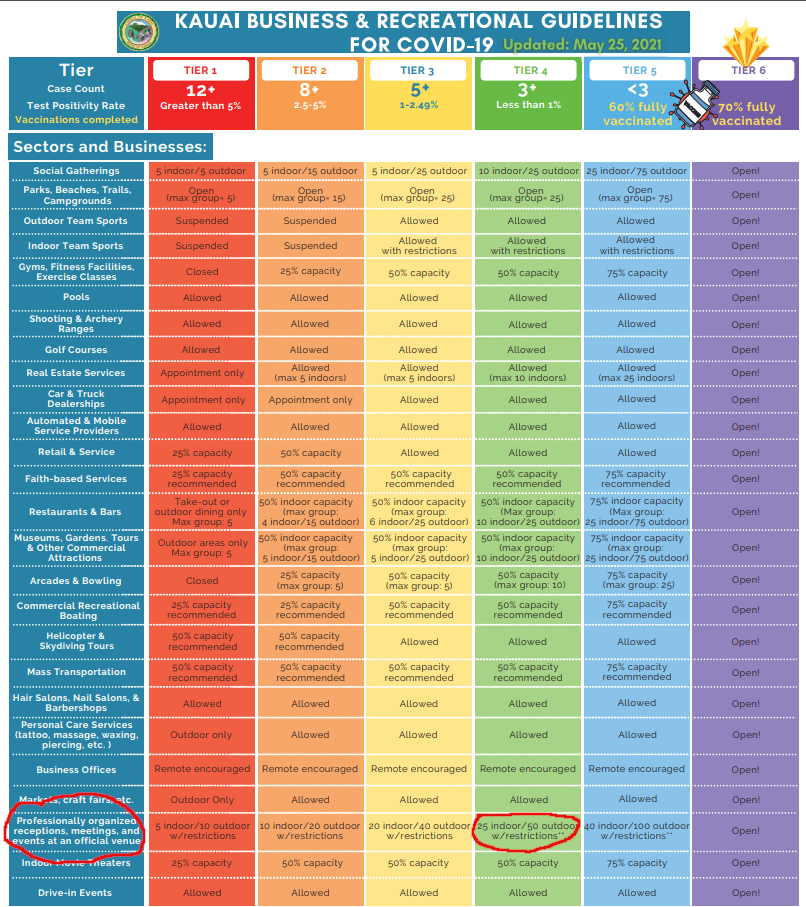 KAUAI BUSINESS & RECREATIONAL GUIDELINES
FOR COVID-19 Updated: May 25, 2021
Tier
Case Count
Test Positivity Rate
Vaccinations completed
TIER 1
12+
Greater than 5%
TIER 2
8+
2.5-5%
TIER 3
5+
1-2.49%
TIER 4
3+
Less than 1%
TIER 5
<3
60% fully
vaccinated
TIER 6
70% fully
vaccinated
VACCINE
Sectors and Businesses:
Social Gatherings 5 indoor/5 outdoor 5 indoor/15 outdoor 5 indoor/25 outdoor 10 indoor/25 outdoor 25 indoor/75 outdoor Open!
Parks, Beaches, Trails, Open Open Open Open Open Open!
Campgrounds (max group= 5) (max group= 15) (max group= 25) (max group= 25) (max group= 75)
Outdoor Team Sports Suspended Suspended Allowed Allowed Allowed Open!
Indoor Team Sports Suspended Suspended Allowed Allowed Allowed Open!
with restrictions with restrictions with restrictions
Gyms, Fitness Facilities, Closed 25% capacity 50% capacity 50% capacity 75% capacity Open!
Exercise Classes
Pools Allowed Allowed Allowed Allowed Allowed Open!
Shooting & Archery Allowed Allowed Allowed Allowed Allowed Open!
Ranges
Golf Courses Allowed Allowed Allowed Allowed Allowed Open!
Real Estate Services Appointment only Allowed Allowed Allowed Allowed Open!
(max 5 indoors) (max 5 indoors) (max 10 indoors) (max 25 indoors)
Car & Truck Appointment only Appointment only Allowed Allowed Allowed Open!
Dealerships
Automated & Mobile Allowed Allowed Allowed Allowed Allowed Open!
Service Providers
Retail & Service 25% capacity 50% capacity Allowed Allowed Allowed Open!
Faith-based Services 25% capacity 50% capacity 50% capacity 50% capacity 75% capacity Open!
recommended recommended recommended recommended recommended
Restaurants & Bars Take-out or 50% indoor capacity 50% indoor capacity 50% indoor capacity 75% indoor capacity Open!
outdoor dining only (max group: (max group: (Max group: (Max group:
Max group: 5 4 indoor/15 outdoor) 6 indoor/25 outdoor) 10 indoor/25 outdoor) 25 indoor/75 outdoor)
Museums, Gardens. Tours Outdoor areas only 50% indoor capacity 50% indoor capacity 50% indoor capacity 75% indoor capacity Open!
& Other Commercial Max group: 5 (max group: (max group: (max group: (max group:
Attractions 5 indoor/15 outdoor) 5 indoor/25 outdoor) 10 indoor/25 outdoor) 25 indoor/75 outdoor)
Arcades & Bowling Closed 25% capacity 50% capacity 50% capacity 75% capacity Open!
(max group: 5) (max group: 5) (max group: 10) (max group: 25)
Commercial Recreational 25% capacity 25% capacity 50% capacity 50% capacity 75% capacity Open!
Boating recommended recommended recommended recommended recommended
Helicopter & 50% capacity 50% capacity Allowed Allowed Allowed Open!
Skydiving Tours recommended recommended
Mass Transportation 50% capacity 50% capacity 50% capacity 50% capacity 75% capacity Open!
recommended recommended recommended recommended recommended
Hair Salons, Nail Salons, & Allowed Allowed Allowed Allowed Allowed Open!
Barbershops
Personal Care Services Outdoor only Allowed Allowed Allowed Allowed Open!
(tattoo, massage, waxing,
piercing, etc. )
Business Offices Remote encouraged Remote encouraged Remote encouraged Remote encouraged Remote encouraged Open!
Markets, craft fairs, etc. Outdoor Only Allowed Allowed Allowed Allowed Open!
Professionally organized 5 indoor/10 outdoor 10 indoor/20 outdoor 20 indoor/40 outdoor 25 indoor/50 outdoor 40 indoor/100 outdoor Open!
receptions, meetings, and w/restrictions w/restrictions w/restrictions w/restrictions** w/restrictions**
events at an official venue
Indoor Movie Theaters 25% capacity 50% capacity 50% capacity 50% capacity 75% capacity Open!
Drive-in Events Allowed Allowed Allowed Allowed Allowed Open!